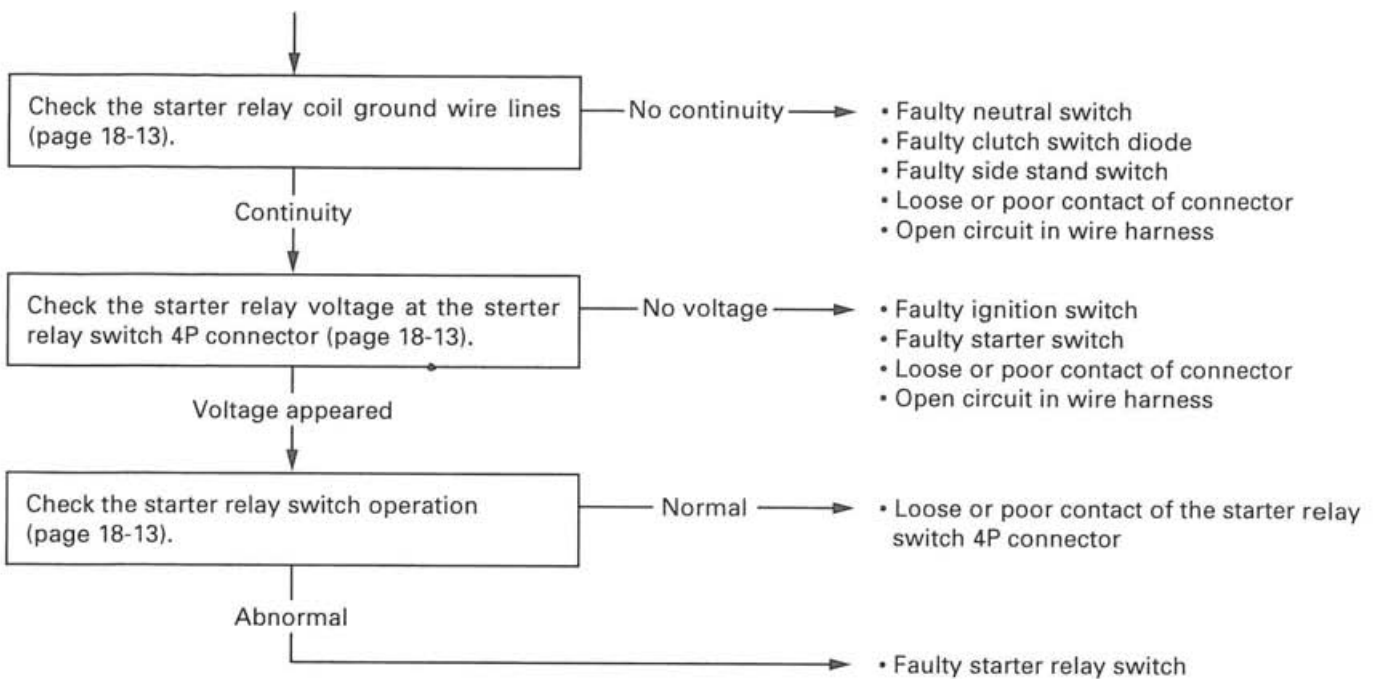 Check the starter relay coil ground wire lines
(page 18-13).
No continuity
• Faulty neutral switch
• Faulty clutch switch diode
• Faulty side stand switch
• Loose or poor contact of connector
• Open circuit in wire harness
Continuity
Check the starter relay voltage at the sterter
relay switch 4P connector (page 18-13).
No voltage
• Faulty ignition switch
• Faulty starter switch
• Loose or poor contact of connector
• Open circuit in wire harness
Voltage appeared
Check the starter relay switch operation
(page 18-13).
Normal
• Loose or poor contact of the starter relay
switch 4P connector
Abnormal
• Faulty starter relay switch